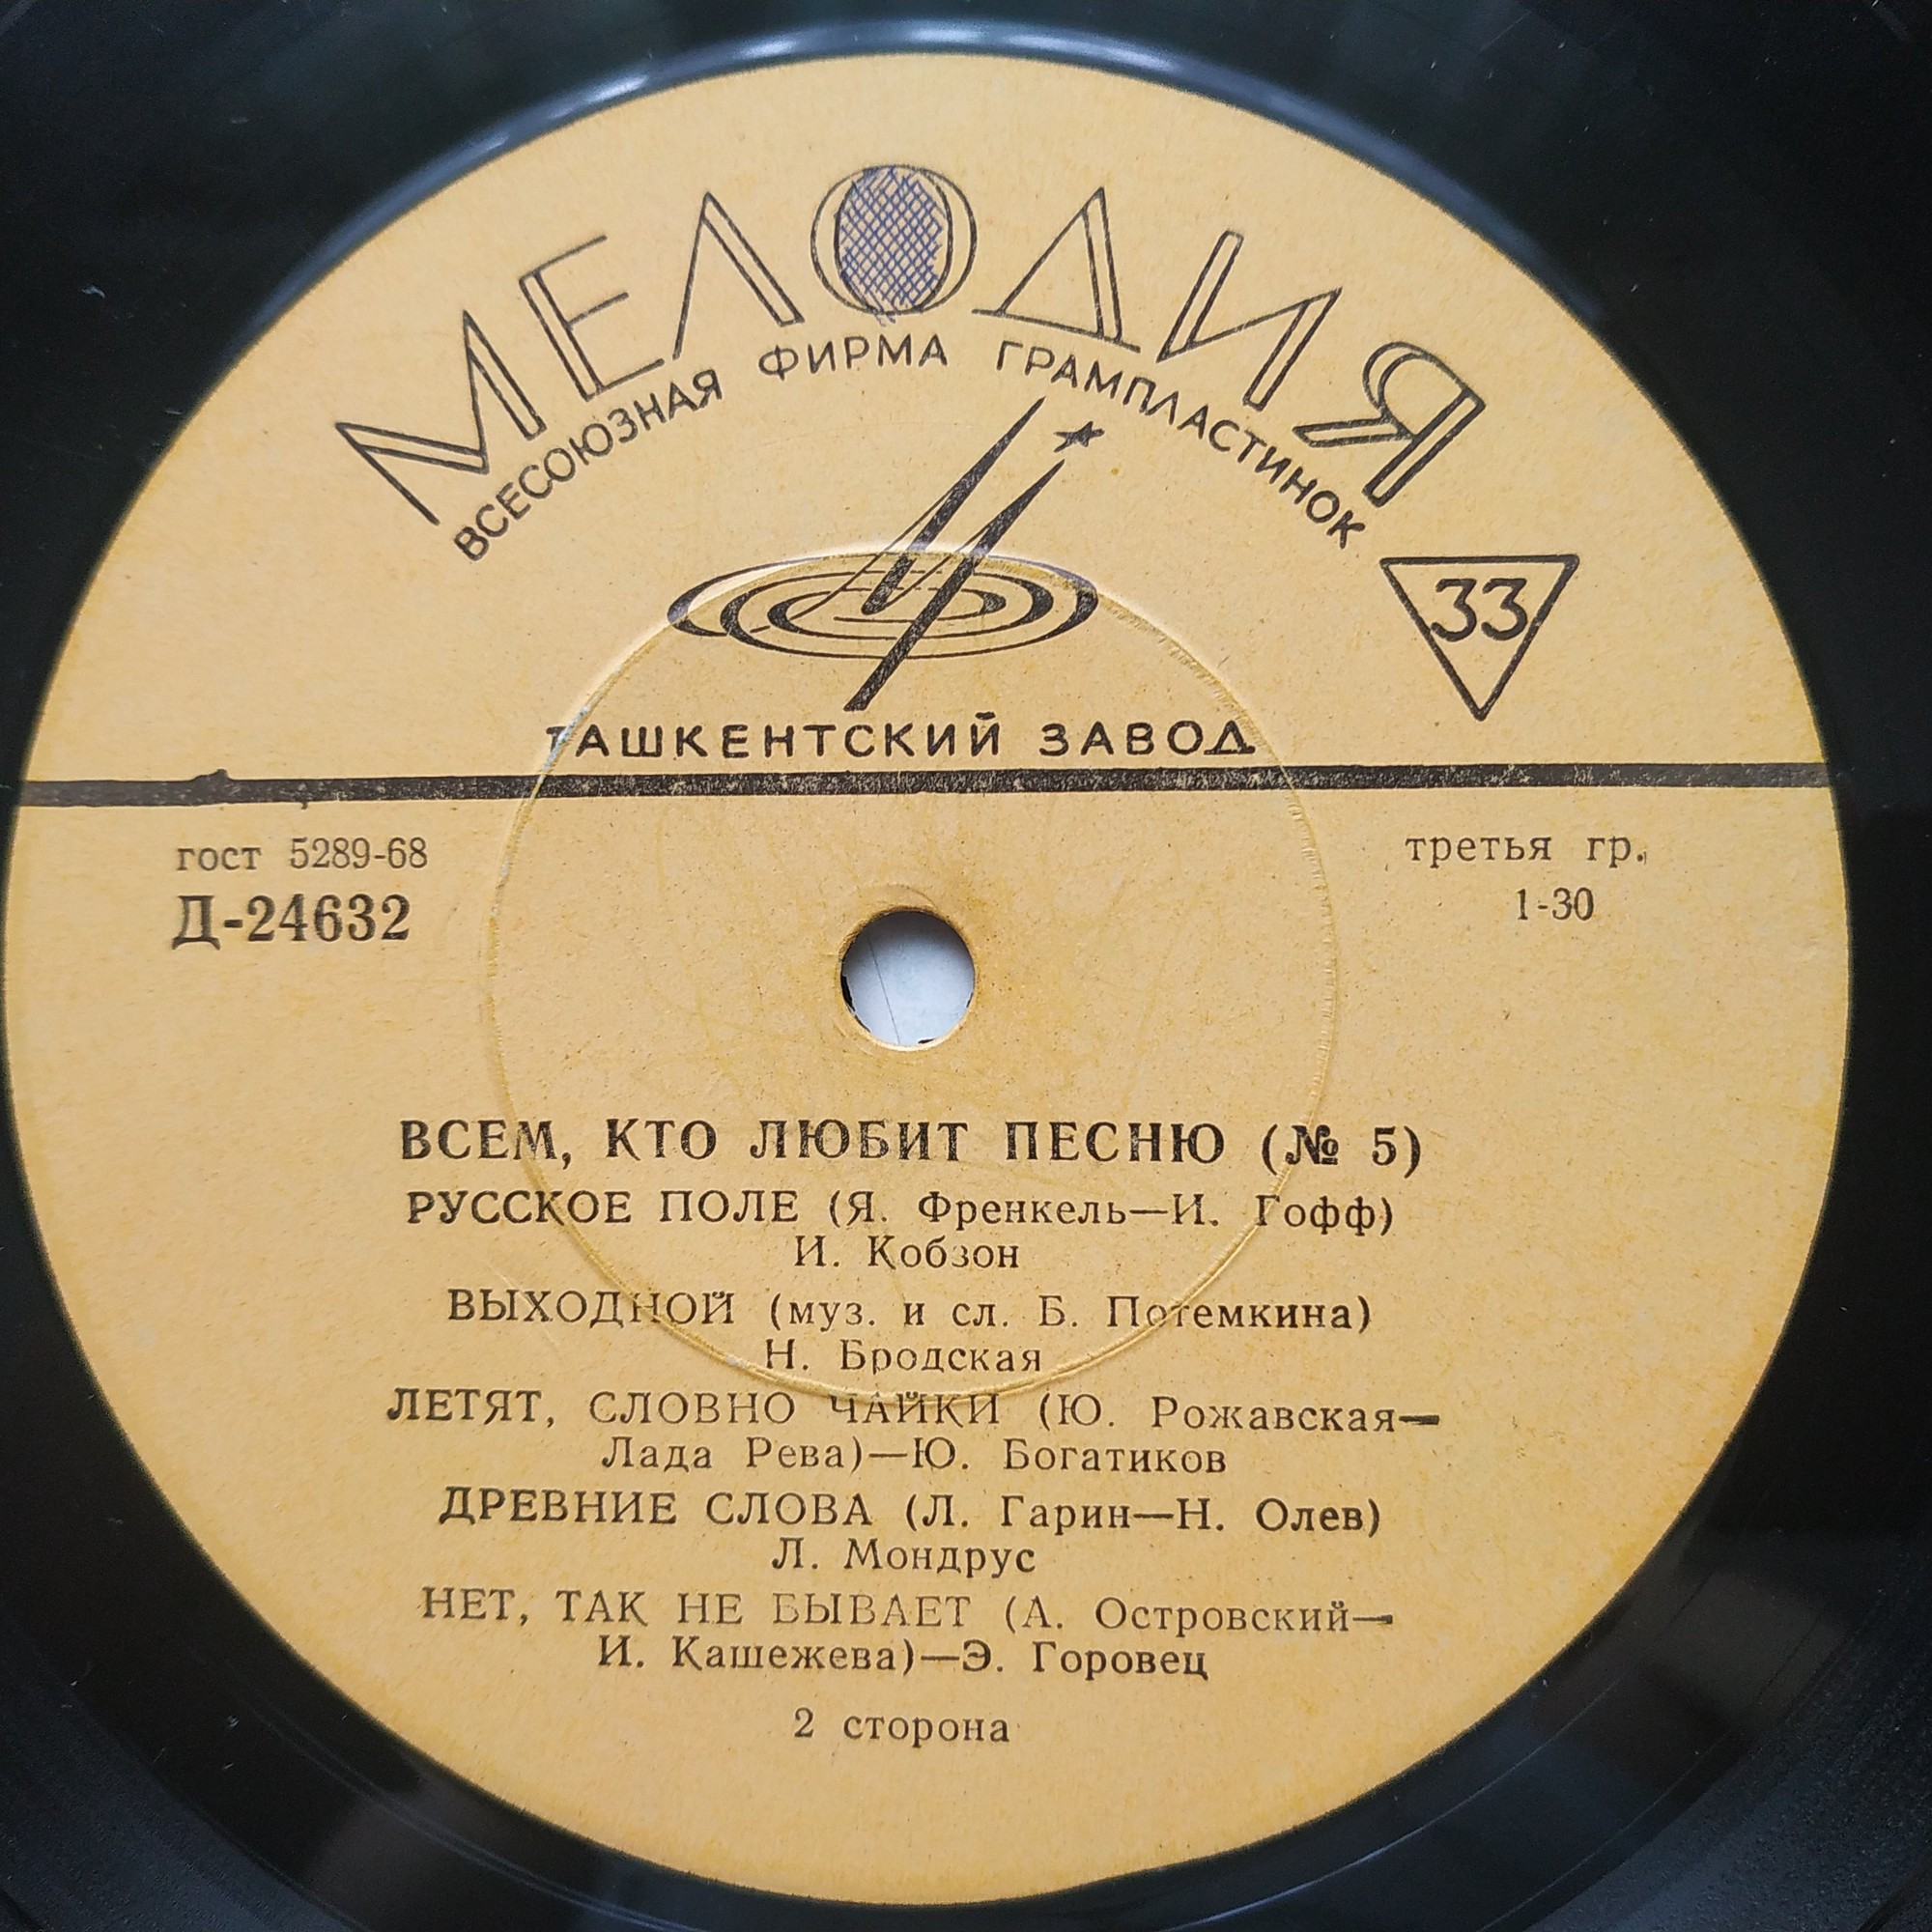 МЕЛОДИЯ
ВСЕСОЮЗНАЯ ФИРМА ГРАМПЛАСТИНОК
33
ТАШКЕНТСКИЙ ЗАВОД
гост 5289-68
третья гр.
Д-24632
1-30
ВСЕМ, КТО ЛЮБИТ ПЕСНЮ (№ 5)
РУССКОЕ ПОЛЕ (Я. Френкель—И. Гофф)
И. Кобзон
ВЫХОДНОЙ (муз. и сл. Б. Потемкина)
Н. Бродская
ЛЕТЯТ, СЛОВНО ЧАЙКИ (Ю. Рожавская—
Лада Рева)—Ю. Богатиков
ДРЕВНИЕ СЛОВА (Л. Гарин—Н. Олев)
Л. Мондрус
НЕТ, ТАК НЕ БЫВАЕТ (А. Островский—
И. Кашежева)—Э. Горовец
2 сторона